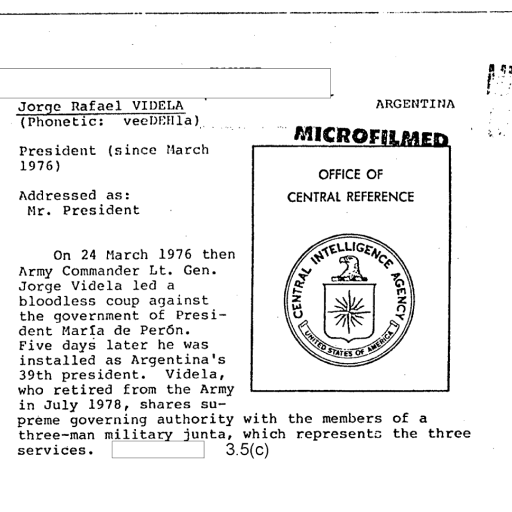 Jorge Rafael VIDELA
ARGENTINA
(Phonetic: veeDEHla)
MICROFILMED
President (since March
1976)
Addressed as:
Mr. President
OFFICE OF
CENTRAL REFERENCE
CENTRAL INTELLIGENCE AGENCY
UNITED STATES OF AMERICA
On 24 March 1976 then
Army Commander Lt. Gen.
Jorge Videla led a
bloodless coup against
the government of Presi-
dent María de Perón.
Five days later he was
installed as Argentina's
39th president. Videla,
who retired from the Army
in July 1978, shares su-
preme governing authority with the members of a
three-man military junta, which represents the three
services.
3.5(c)